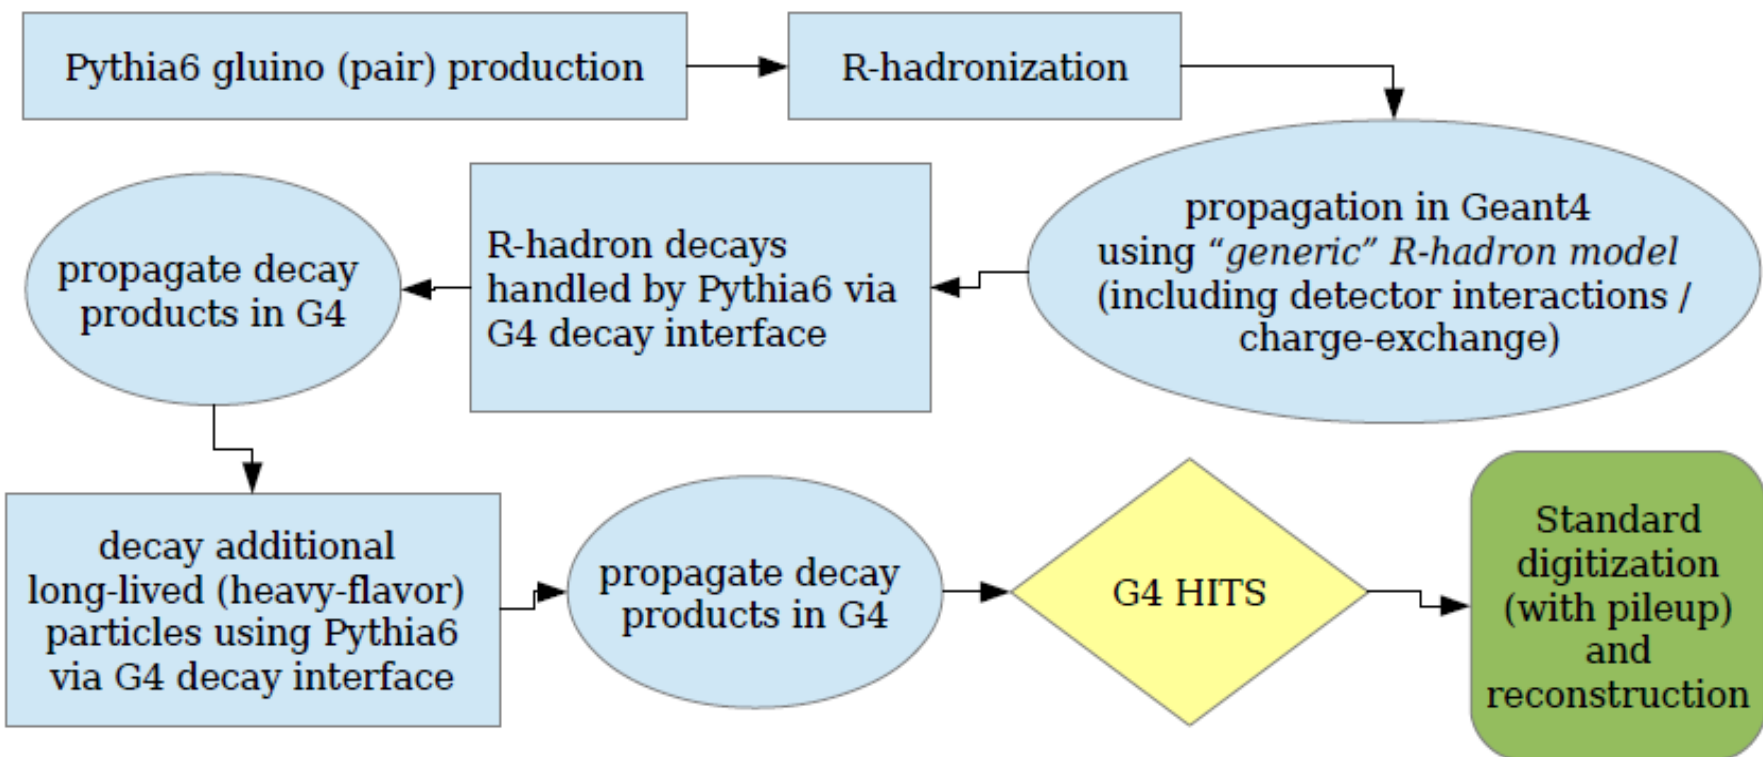 Pythia6 gluino (pair) production
R-hadronization
propagation in Geant4
using “generic” R-hadron model
(including detector interactions /
charge-exchange)
R-hadron decays
handled by Pythia6 via
G4 decay interface
propagate decay
products in G4
decay additional
long-lived (heavy-flavor)
particles using Pythia6
via G4 decay interface
propagate decay
products in G4
G4 HITS
Standard
digitization
(with pileup)
and
reconstruction